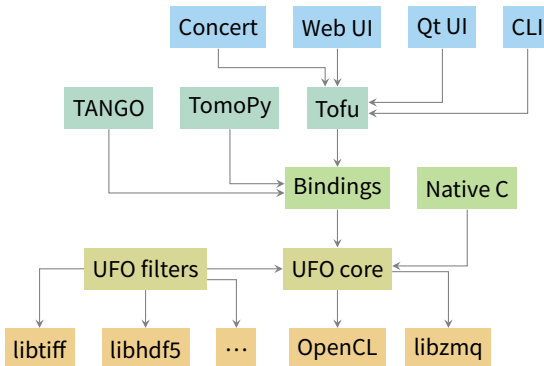 Concert
Web UI
Qt UI
CLI
TANGO
TomoPy
Tofu
Bindings
Native C
UFO filters
UFO core
libtiff
libhdf5
...
OpenCL
libzmq